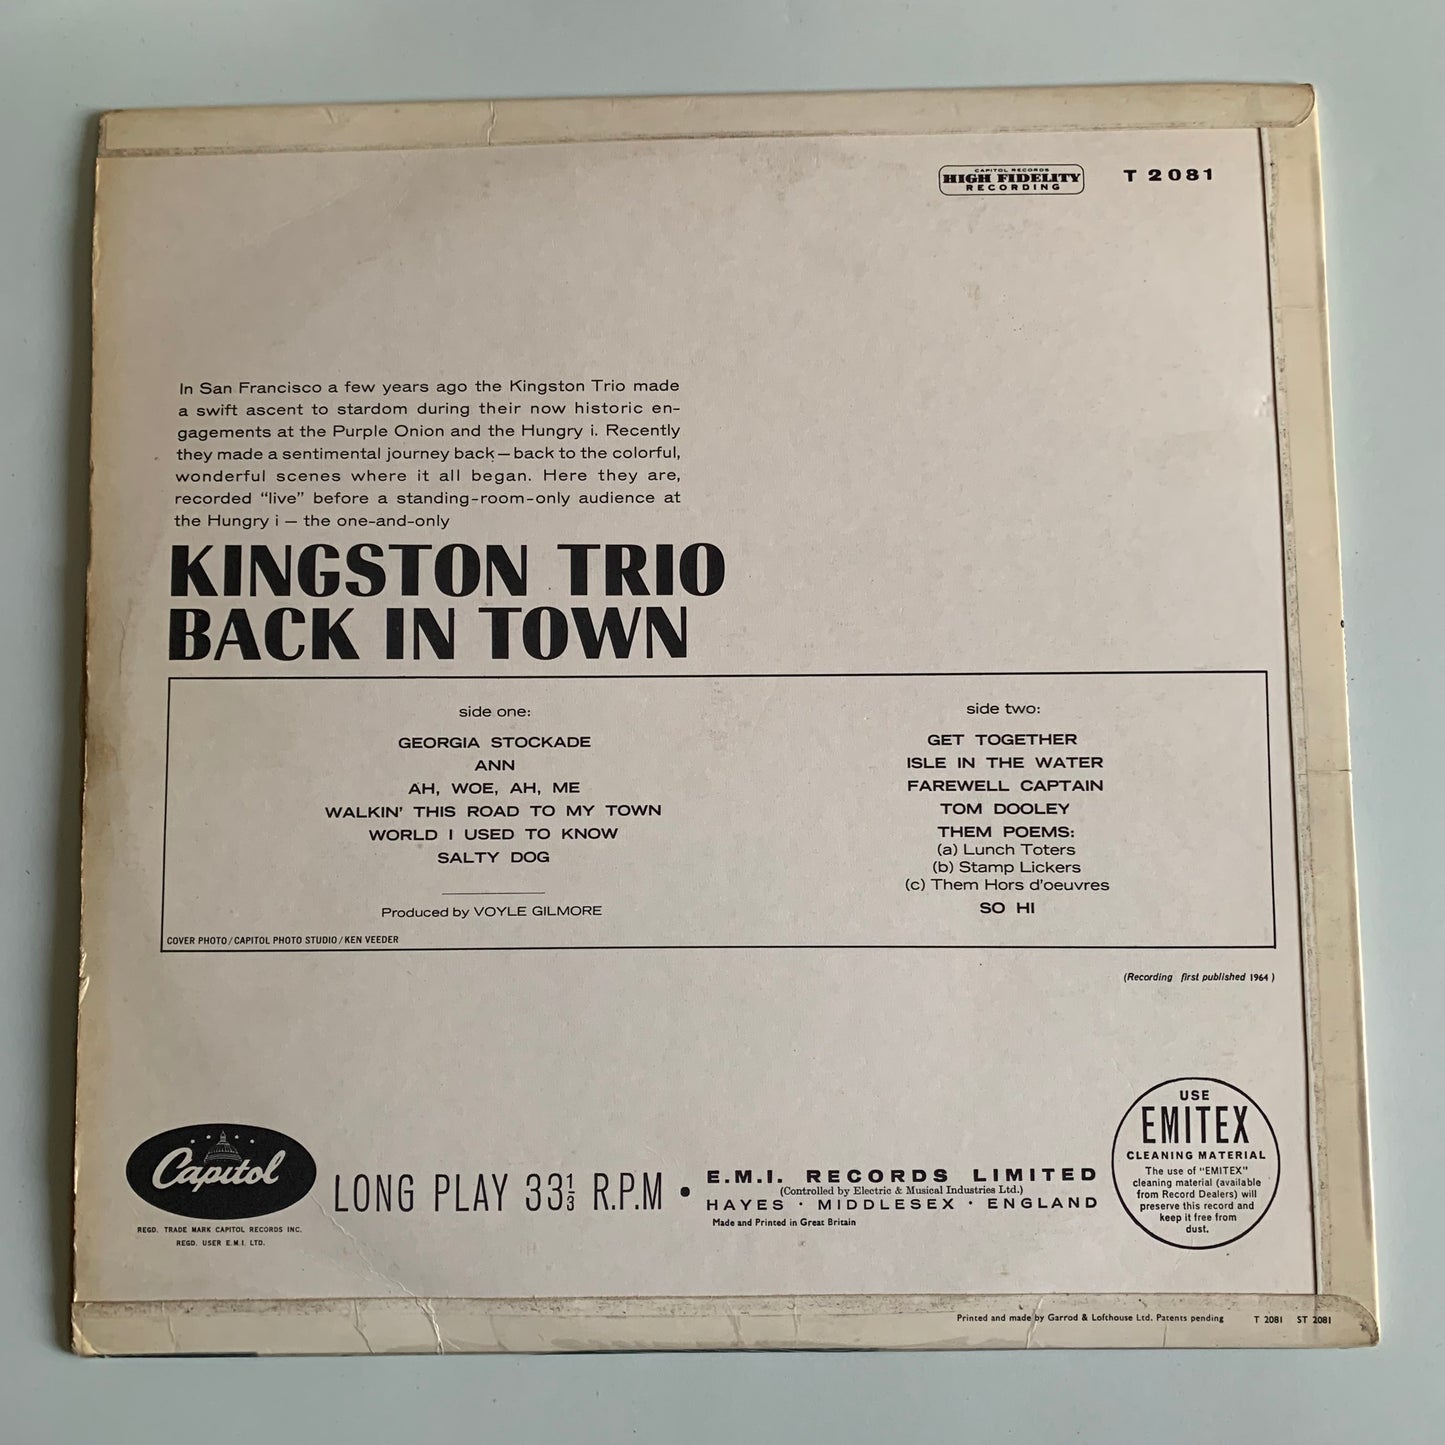 CAPITOL RECORDS
HIGH FIDELITY
RECORDING
T 2081
In San Francisco a few years ago the Kingston Trio made
a swift ascent to stardom during their now historic en-
gagements at the Purple Onion and the Hungry i. Recently
they made a sentimental journey back—back to the colorful,
wonderful scenes where it all began. Here they are,
recorded "live" before a standing-room-only audience at
the Hungry i — the one-and-only
KINGSTON TRIO
BACK IN TOWN
side one:
GEORGIA STOCKADE
ANN
AH, WOE, AH, ME
WALKIN' THIS ROAD TO MY TOWN
WORLD I USED TO KNOW
SALTY DOG
Produced by VOYLE GILMORE
COVER PHOTO/CAPITOL PHOTO STUDIO/KEN VEEDER
side two:
GET TOGETHER
ISLE IN THE WATER
FAREWELL CAPTAIN
TOM DOOLEY
THEM POEMS:
(a) Lunch Toters
(b) Stamp Lickers
(c) Them Hors d'oeuvres
SO HI
(Recording first published 1964)
Capitol
REGD. TRADE MARK CAPITOL RECORDS INC.
REGD. USER E.M.I. LTD.
LONG PLAY 33⅓ R.P.M •
E.M.I. RECORDS LIMITED
(Controlled by Electric & Musical Industries Ltd.)
HAYES · MIDDLESEX · ENGLAND
Made and Printed in Great Britain
USE
EMITEX
CLEANING MATERIAL
The use of "EMITEX"
cleaning material (available
from Record Dealers) will
preserve this record and
keep it free from
dust.
Printed and made by Garrod & Lofthouse Ltd. Patents pending T 2081 ST 2081